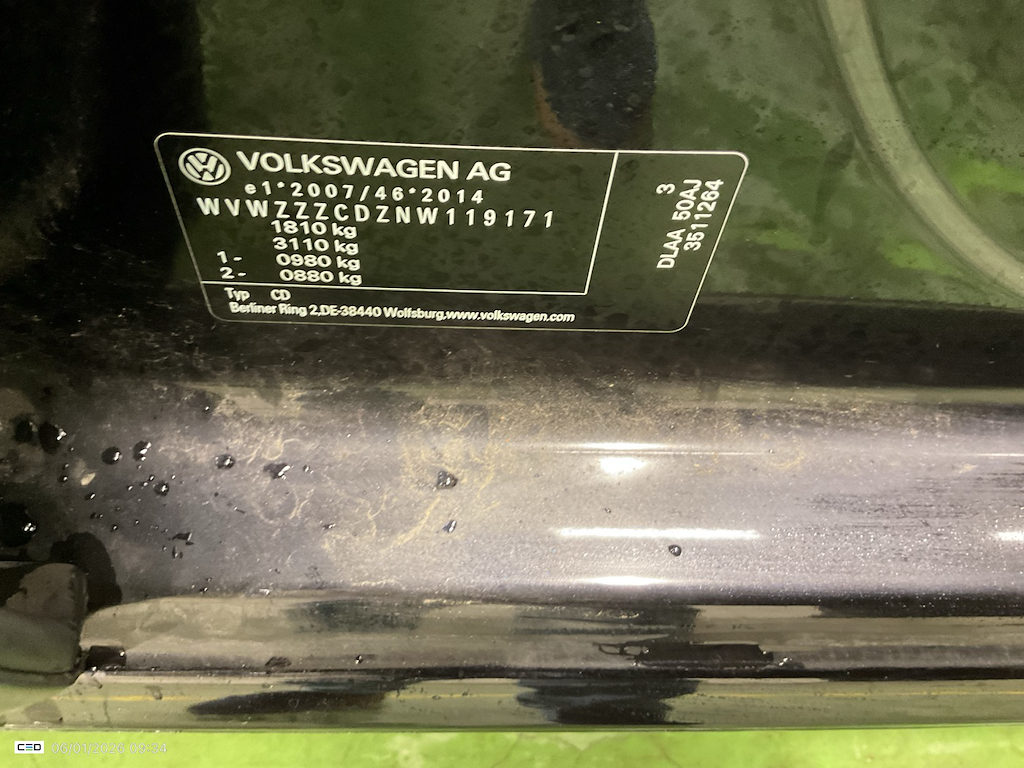 VOLKSWAGEN AG
e1*2007/46*2014
WVWZZZCDZNW119171
1810 kg
3110 kg
1- 0980 kg
2- 0880 kg
Typ CD
Berliner Ring 2,DE-38440 Wolfsburg,www.volkswagen.com
3
DLAA 50AJ
3511264